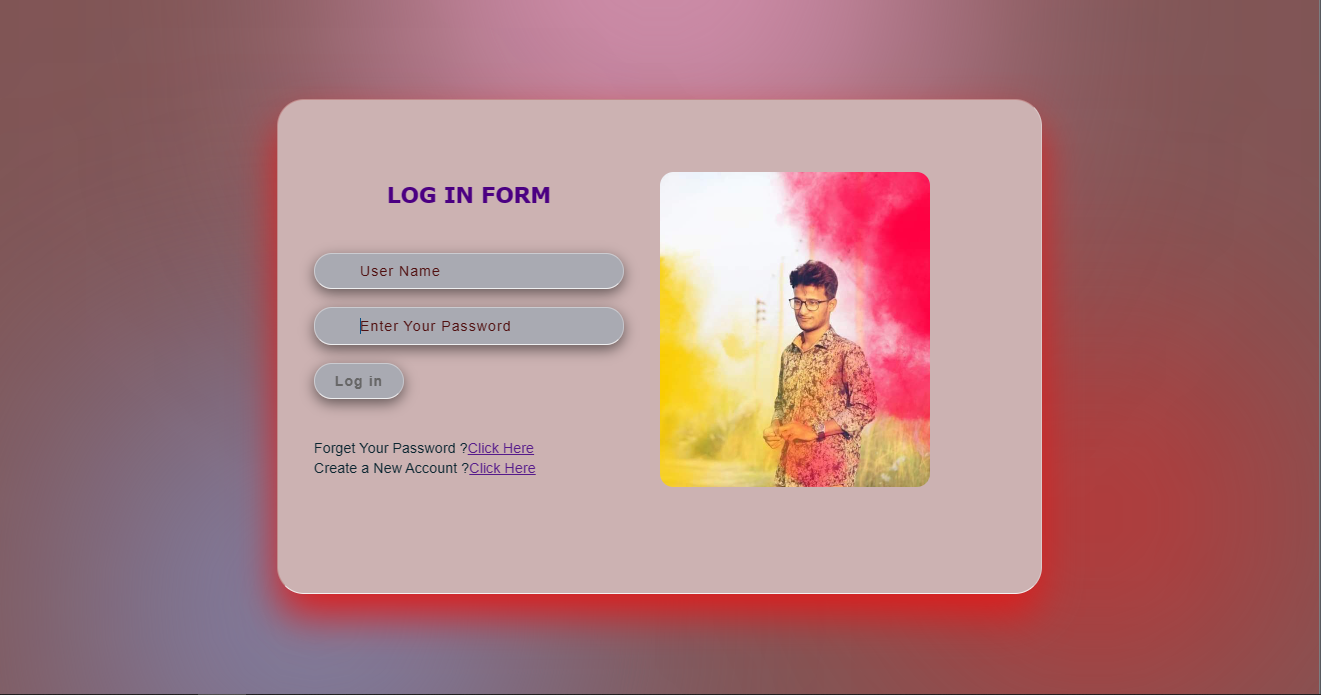 LOG IN FORM
User Name
Enter Your Password
Log in
Forget Your Password ?Click Here
Create a New Account ?Click Here